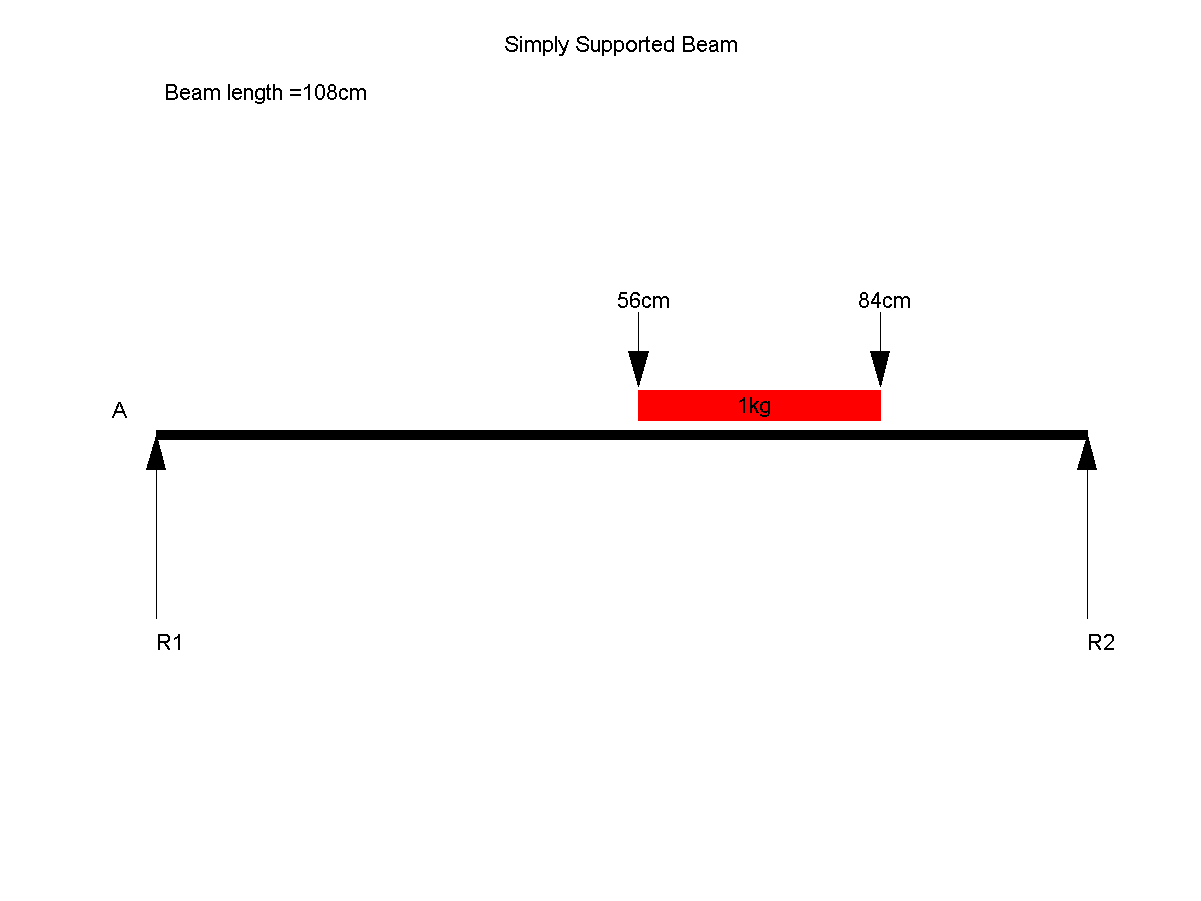 Simply Supported Beam
Beam length =108cm
56cm
84cm
1kg
A
R1
R2